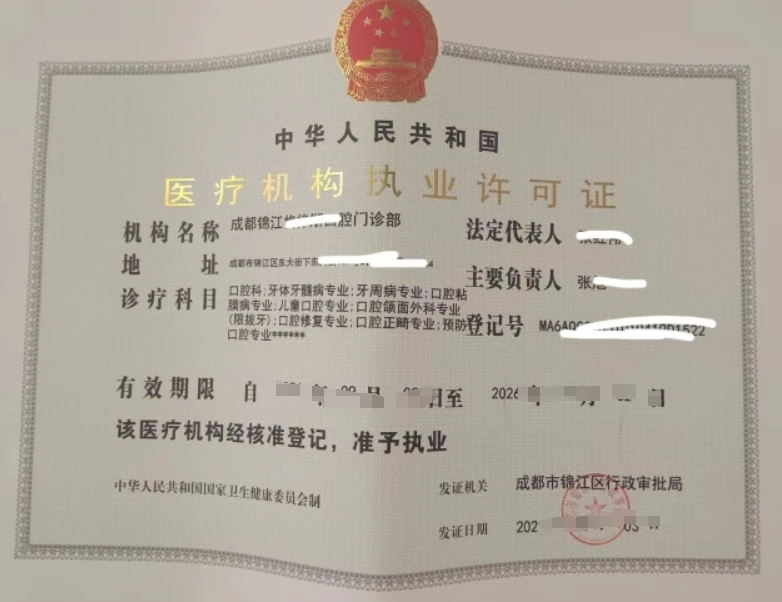 中华人民共和国
医疗机构执业许可证
机构名称 成都锦江 腔门诊部
地 址 成都市锦江区东大街下东
诊疗科目 口腔科;牙体牙髓病专业;牙周病专业;口腔粘
膜病专业;儿童口腔专业;口腔颌面外科专业
(限拔牙);口腔修复专业;口腔正畸专业;预防
口腔专业******
法定代表人
主要负责人 张
登记号 MA6A
有效期限 自 年 09 月 日至 2026 年 月 日
该医疗机构经核准登记，准予执业
中华人民共和国国家卫生健康委员会制
发证机关 成都市锦江区行政审批局
发证日期 202